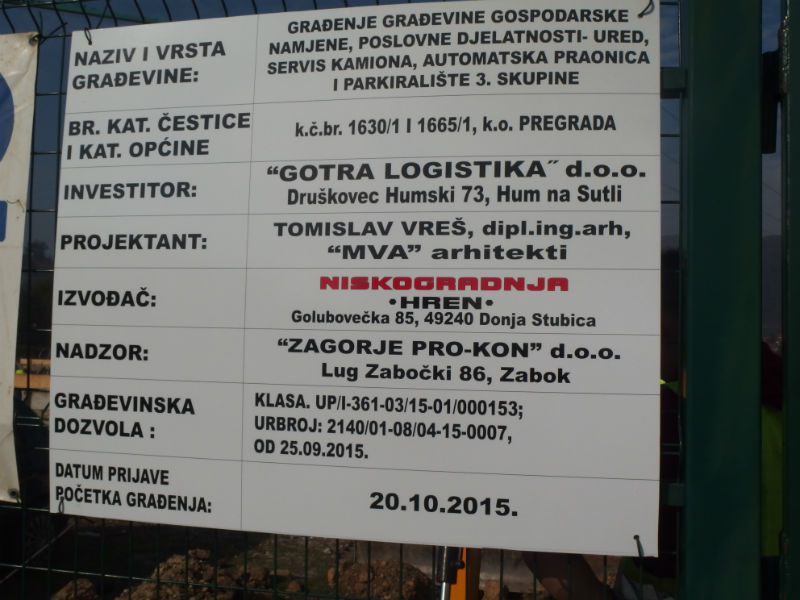 NAZIV I VRSTA
GRAĐEVINE:
GRAĐENJE GRAĐEVINE GOSPODARSKE
NAMJENE, POSLOVNE DJELATNOSTI- URED,
SERVIS KAMIONA, AUTOMATSKA PRAONICA
I PARKIRALIŠTE 3. SKUPINE
BR. KAT. ČESTICE
I KAT. OPĆINE
k.č.br. 1630/1 I 1665/1, k.o. PREGRADA
INVESTITOR:
“GOTRA LOGISTIKA˝ d.o.o.
Druškovec Humski 73, Hum na Sutli
PROJEKTANT:
TOMISLAV VREŠ, dipl.ing.arh,
“MVA” arhitekti
IZVOĐAČ:
NISKOGRADNJA
•HREN•
Golubovečka 85, 49240 Donja Stubica
NADZOR:
“ZAGORJE PRO-KON” d.o.o.
Lug Zabočki 86, Zabok
GRAĐEVINSKA
DOZVOLA :
KLASA. UP/I-361-03/15-01/000153;
URBROJ: 2140/01-08/04-15-0007,
OD 25.09.2015.
DATUM PRIJAVE
POČETKA GRAĐENJA:
20.10.2015.